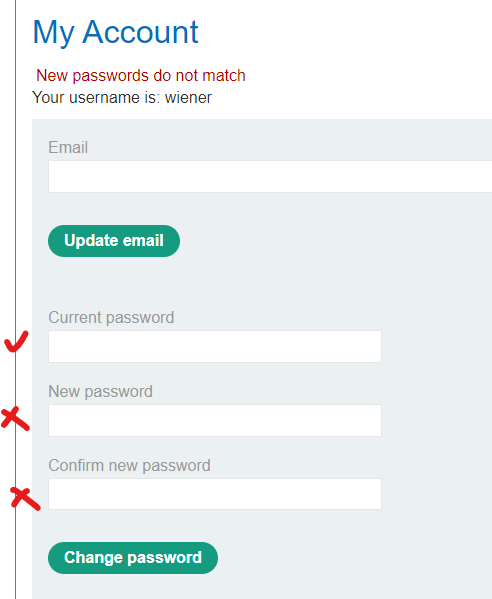 My Account
New passwords do not match
Your username is: wiener
Email
Update email
Current password
New password
Confirm new password
Change password